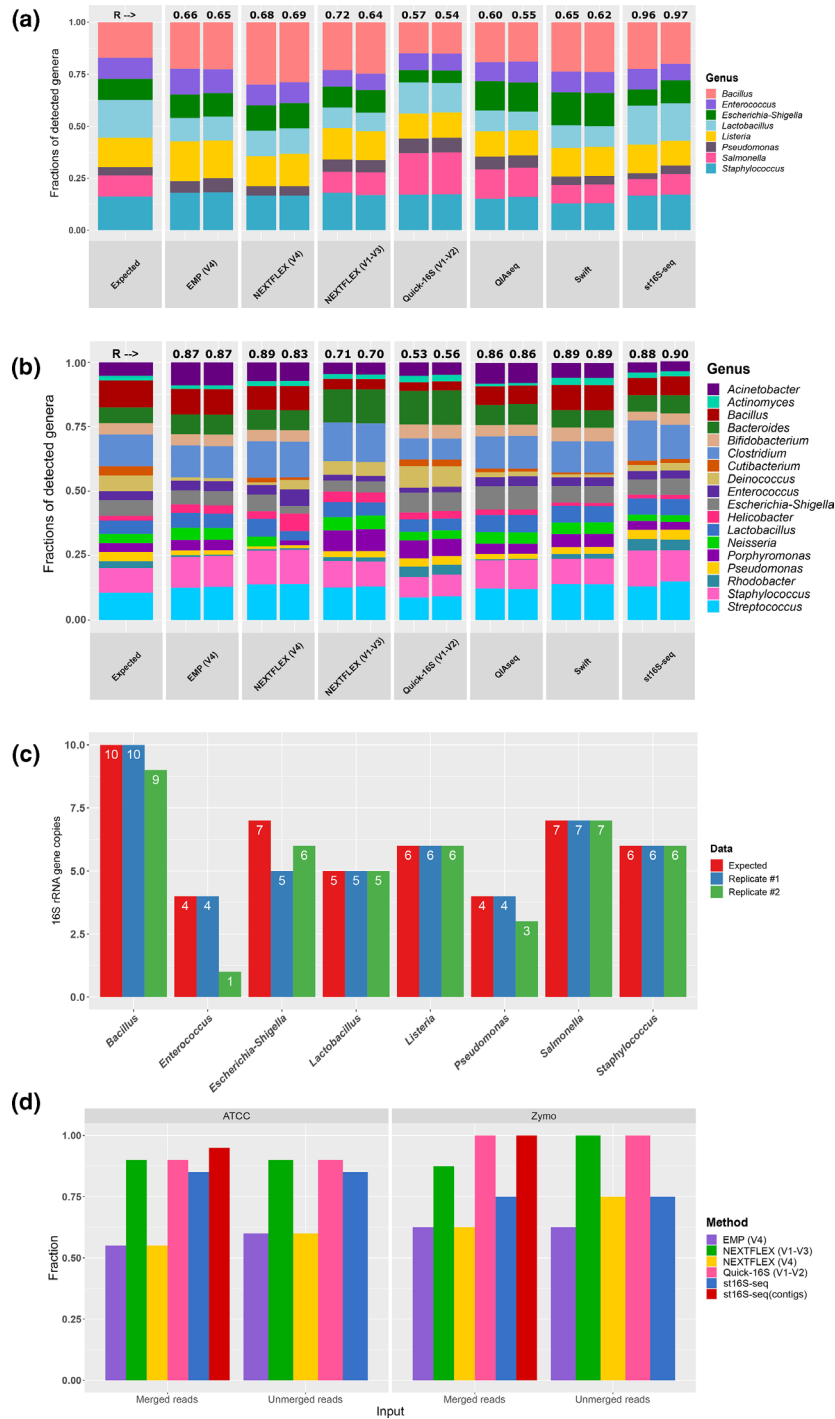 (a)
R --> 0.66 0.65 0.68 0.69 0.72 0.64 0.57 0.54 0.60 0.55 0.65 0.62 0.96 0.97
Fractions of detected genera
1.00
0.75
0.50
0.25
0.00
Expected
EMP (V4)
NEXTFLEX (V4)
NEXTFLEX (V1-V3)
Quick-16S (V1-V2)
QIAseq
Swift
st16S-seq
Genus
Bacillus
Enterococcus
Escherichia-Shigella
Lactobacillus
Listeria
Pseudomonas
Salmonella
Staphylococcus
(b)
R --> 0.87 0.87 0.89 0.83 0.71 0.70 0.53 0.56 0.86 0.86 0.89 0.89 0.88 0.90
Fractions of detected genera
1.00
0.75
0.50
0.25
0.00
Expected
EMP (V4)
NEXTFLEX (V4)
NEXTFLEX (V1-V3)
Quick-16S (V1-V2)
QIAseq
Swift
st16S-seq
Genus
Acinetobacter
Actinomyces
Bacillus
Bacteroides
Bifidobacterium
Clostridium
Cutibacterium
Deinococcus
Enterococcus
Escherichia-Shigella
Helicobacter
Lactobacillus
Neisseria
Porphyromonas
Pseudomonas
Rhodobacter
Staphylococcus
Streptococcus
(c)
16S rRNA gene copies
10.0
7.5
5.0
2.5
0.0
10 10 9
4 4 1
7 5 6
5 5 5
6 6 6
4 4 3
7 7 7
6 6 6
Bacillus
Enterococcus
Escherichia-Shigella
Lactobacillus
Listeria
Pseudomonas
Salmonella
Staphylococcus
Data
Expected
Replicate #1
Replicate #2
(d)
ATCC
Zymo
Fraction
1.00
0.75
0.50
0.25
0.00
Merged reads
Unmerged reads
Merged reads
Unmerged reads
Input
Method
EMP (V4)
NEXTFLEX (V1-V3)
NEXTFLEX (V4)
Quick-16S (V1-V2)
st16S-seq
st16S-seq(contigs)